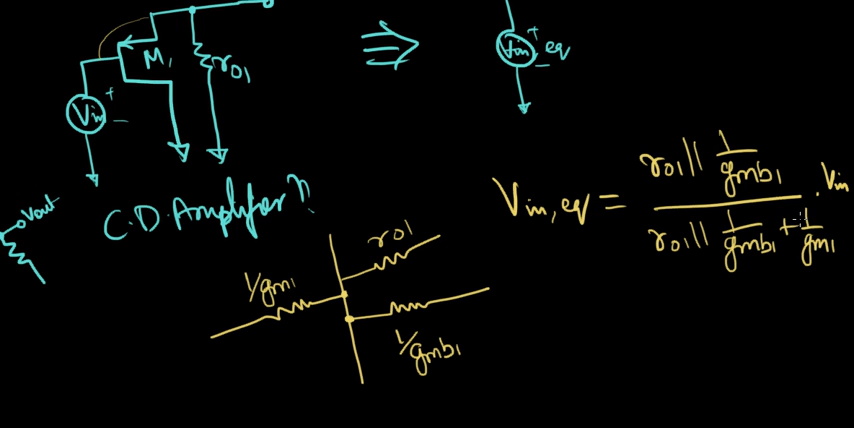 M1
ro1
Vin + -
⇛
Vin + - eq
Vout
C.D. Amplifier
Vin, eq = (ro1 || 1/gmb1) / (ro1 || 1/gmb1 + 1/gm1) . Vin
1/gm1
ro1
1/gmb1